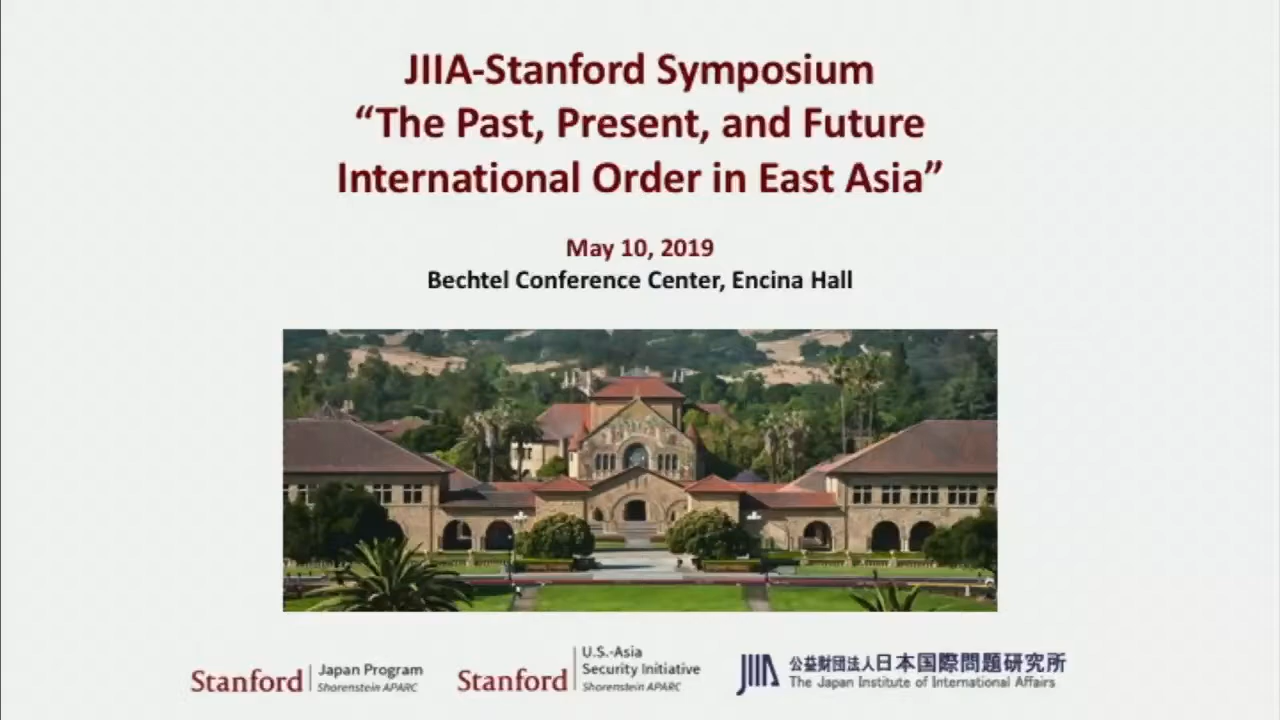 JIIA-Stanford Symposium
“The Past, Present, and Future
International Order in East Asia”
May 10, 2019
Bechtel Conference Center, Encina Hall
Stanford
Japan Program
Shorenstein APARC
Stanford
U.S.-Asia
Security Initiative
Shorenstein APARC
JIIA
公益財団法人日本国際問題研究所
The Japan Institute of International Affairs